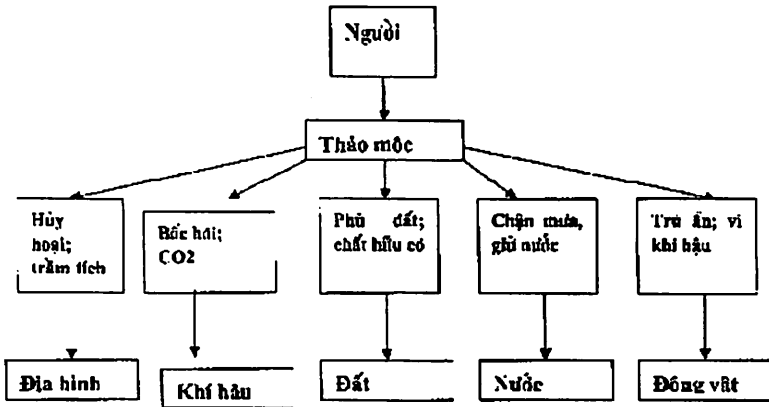 Người
Thảo mộc
Hủy
hoại;
trầm tích
Bốc hơi;
CO2
Phủ đất;
chất hữu cơ
Chặn mưa,
giữ nước
Trú ẩn; vi
khí hậu
Địa hình
Khí hậu
Đất
Nước
Động vật